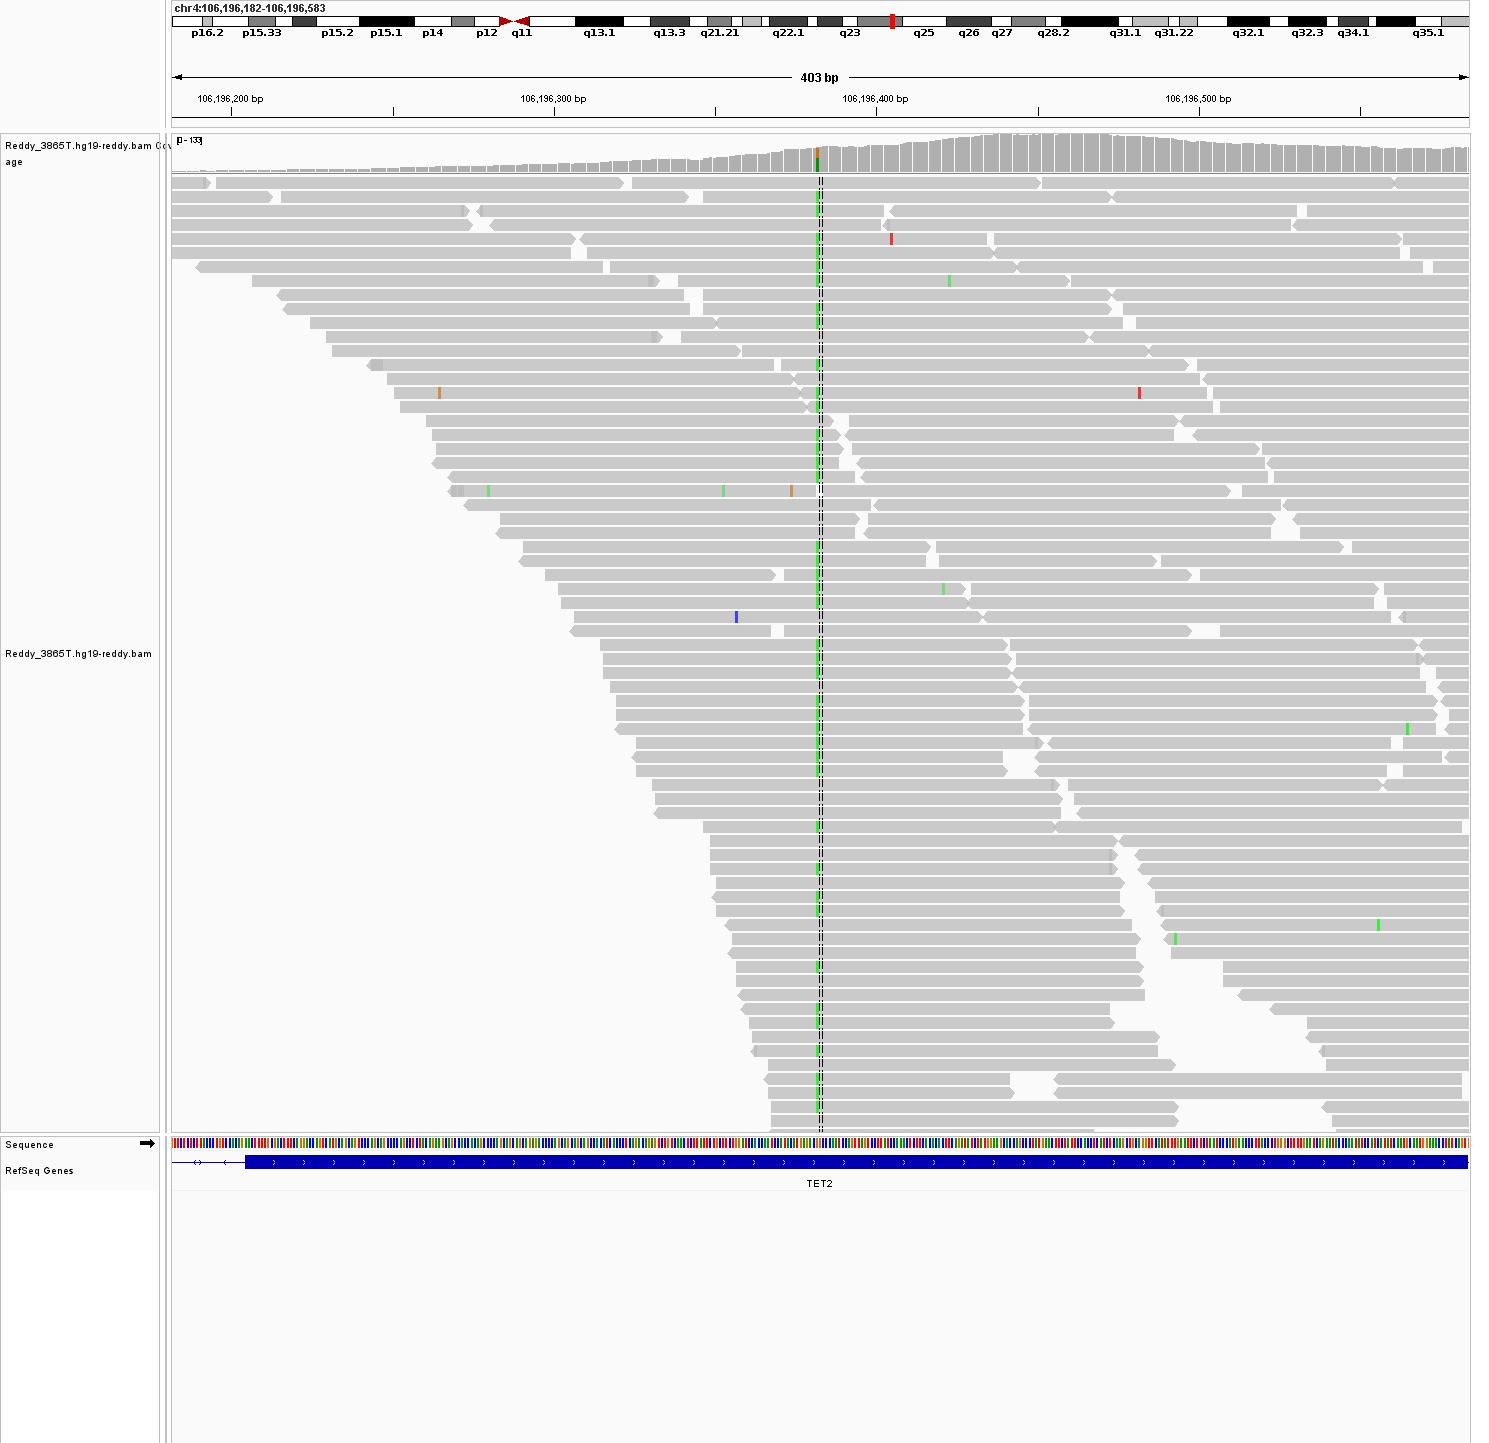 chr4:106,196,182-106,196,583
p16.2 p15.33 p15.2 p15.1 p14 p12 q11 q13.1 q13.3 q21.21 q22.1 q23 q25 q26 q27 q28.2 q31.1 q31.22 q32.1 q32.3 q34.1 q35.1
403 bp
106,196,200 bp 106,196,300 bp 106,196,400 bp 106,196,500 bp
Reddy_3865T.hg19-reddy.bam Cov
age
[0 - 133]
Reddy_3865T.hg19-reddy.bam
Sequence
RefSeq Genes
TET2